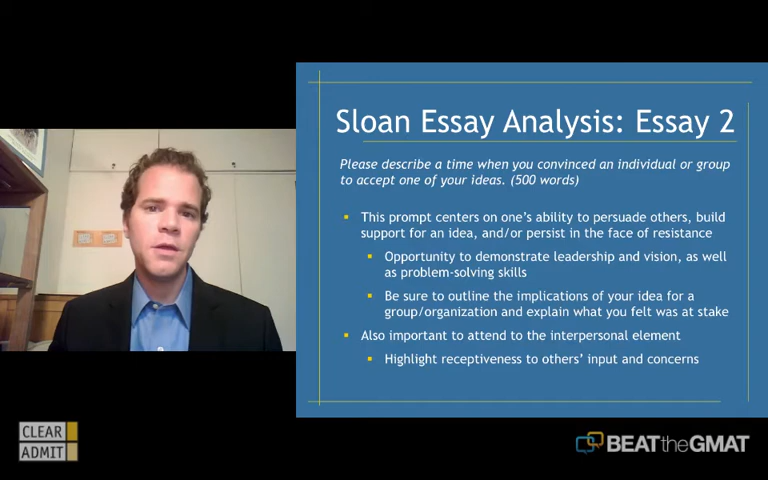 Sloan Essay Analysis: Essay 2
Please describe a time when you convinced an individual or group
to accept one of your ideas. (500 words)
This prompt centers on one's ability to persuade others, build
support for an idea, and/or persist in the face of resistance
Opportunity to demonstrate leadership and vision, as well
as problem-solving skills
Be sure to outline the implications of your idea for a
group/organization and explain what you felt was at stake
Also important to attend to the interpersonal element
Highlight receptiveness to others' input and concerns
CLEAR
ADMIT
BEATtheGMAT